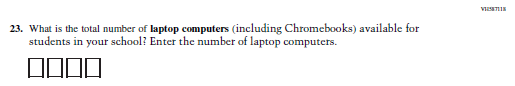 VH587118
23. What is the total number of laptop computers (including Chromebooks) available for
students in your school? Enter the number of laptop computers.